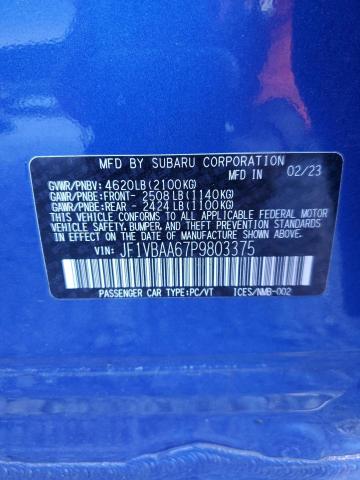 MFD. BY SUBARU CORPORATION
MFD. IN 02/23
GVWR/PNBV: 4620LB(2100KG)
GAWR/PNBE:FRONT- 2508LB(1140KG)
GAWR/PNBE:REAR - 2424LB(1100KG)
THIS VEHICLE CONFORMS TO ALL APPLICABLE FEDERAL
MOTOR VEHICLE SAFETY, BUMPER, AND THEFT
PREVENTION STANDARDS IN EFFECT ON THE DATE OF
MANUFACTURE SHOWN ABOVE.
VIN: JF1VBAA67P9803375
PASSENGER CAR TYPE:PC/VT ICES/NMB-002